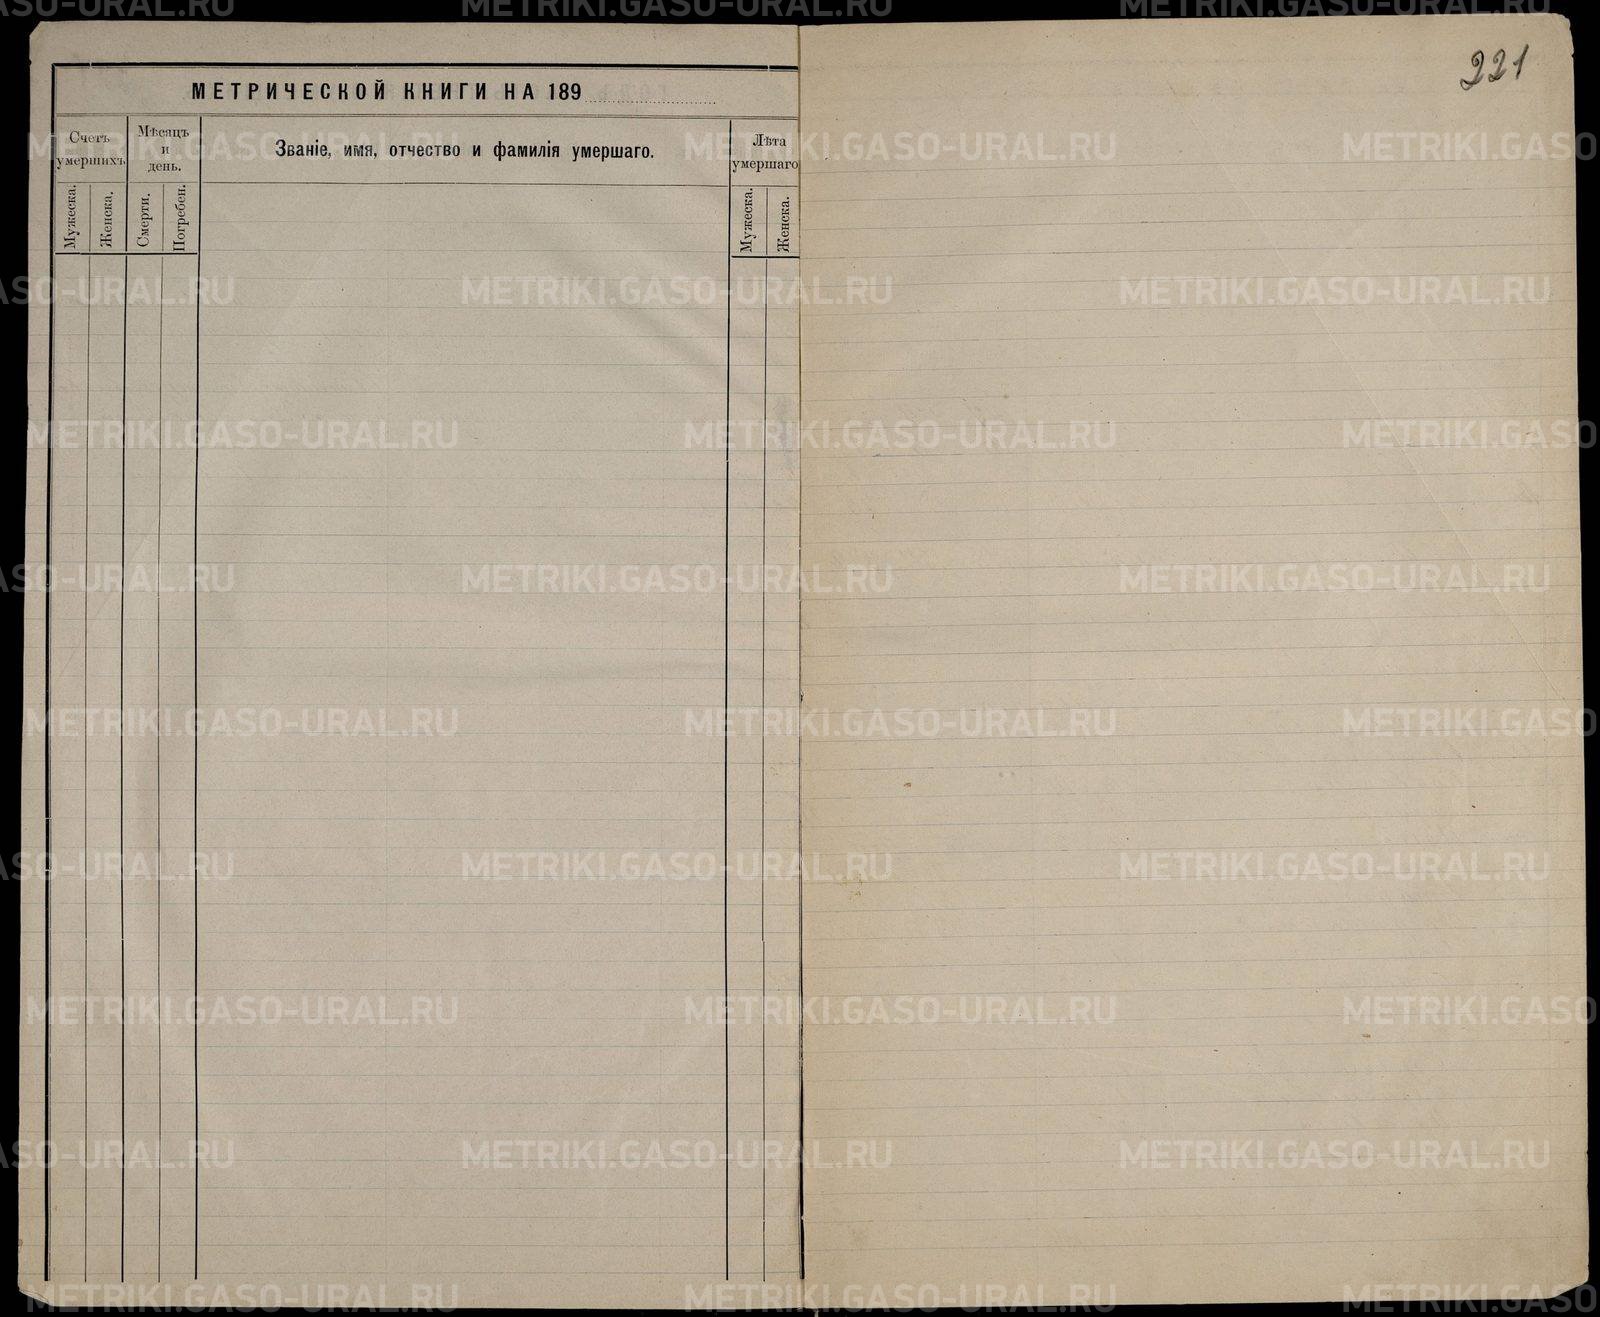 МЕТРИЧЕСКОЙ КНИГИ НА 189
Счетъ умершихъ.
Мѣсяцъ и день.
Званіе, имя, отчество и фамилія умершаго.
Лѣта умершаго
Мужеска.
Женска.
Смерти.
Погребен.
Мужеска.
Женска.
221
METRIKI.GASO-URAL.RU